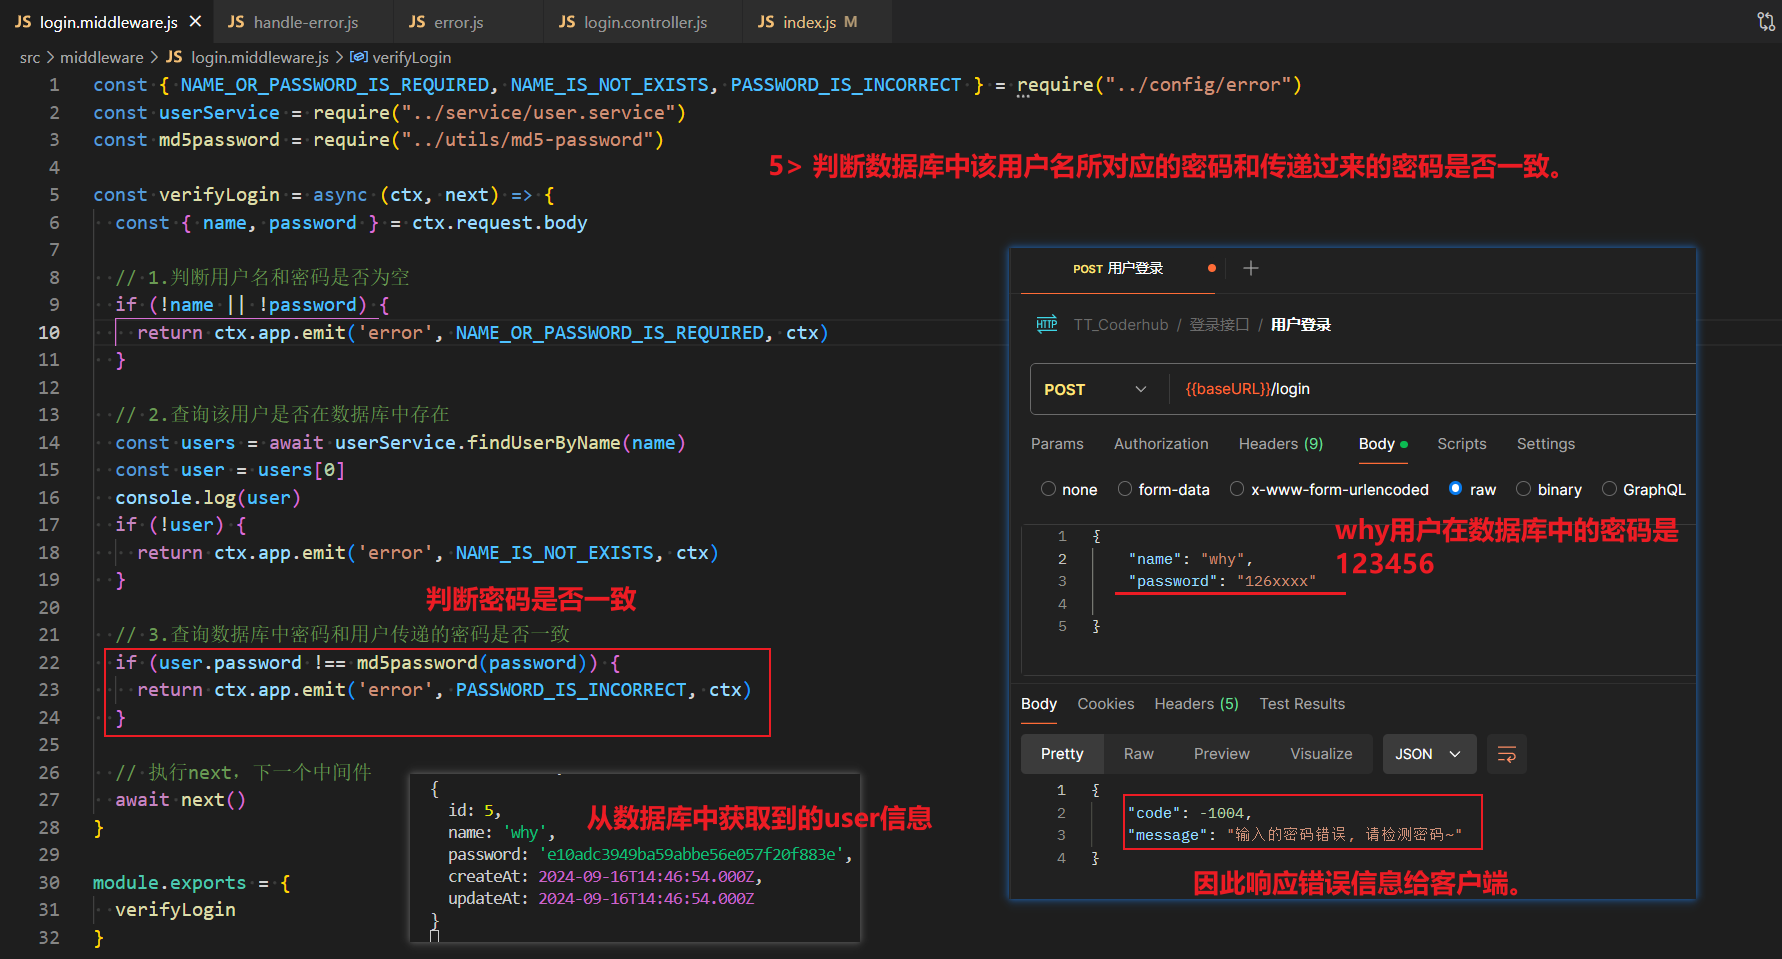 JS login.middleware.js ×
JS handle-error.js
JS error.js
JS login.controller.js
JS index.js M
src > middleware > JS login.middleware.js > verifyLogin
1 const { NAME_OR_PASSWORD_IS_REQUIRED, NAME_IS_NOT_EXISTS, PASSWORD_IS_INCORRECT } = require("../config/error")
2 const userService = require("../service/user.service")
3 const md5password = require("../utils/md5-password")
4
5> 判断数据库中该用户名所对应的密码和传递过来的密码是否一致。
5 const verifyLogin = async (ctx, next) => {
6 const { name, password } = ctx.request.body
7
8 // 1.判断用户名和密码是否为空
9 if (!name || !password) {
10 return ctx.app.emit('error', NAME_OR_PASSWORD_IS_REQUIRED, ctx)
11 }
12
13 // 2.查询该用户是否在数据库中存在
14 const users = await userService.findUserByName(name)
15 const user = users[0]
16 console.log(user)
17 if (!user) {
18 return ctx.app.emit('error', NAME_IS_NOT_EXISTS, ctx)
19 }
20
判断密码是否一致
21 // 3.查询数据库中密码和用户传递的密码是否一致
22 if (user.password !== md5password(password)) {
23 return ctx.app.emit('error', PASSWORD_IS_INCORRECT, ctx)
24 }
25
26 // 执行next，下一个中间件
27 await next()
28 }
29
30 module.exports = {
31 verifyLogin
32 }
{
id: 5,
name: 'why',
password: 'e10adc3949ba59abbe56e057f20f883e',
createAt: 2024-09-16T14:46:54.000Z,
updateAt: 2024-09-16T14:46:54.000Z
}
从数据库中获取到的user信息
POST 用户登录
HTTP TT_Coderhub / 登录接口 / 用户登录
POST {{baseURL}}/login
Params Authorization Headers (9) Body Scripts Settings
none form-data x-www-form-urlencoded raw binary GraphQL
1 {
2 "name": "why",
3 "password": "126xxxx"
4
5 }
why用户在数据库中的密码是
123456
Body Cookies Headers (5) Test Results
Pretty Raw Preview Visualize JSON
1 {
2 "code": -1004,
3 "message": "输入的密码错误, 请检测密码~"
4 }
因此响应错误信息给客户端。